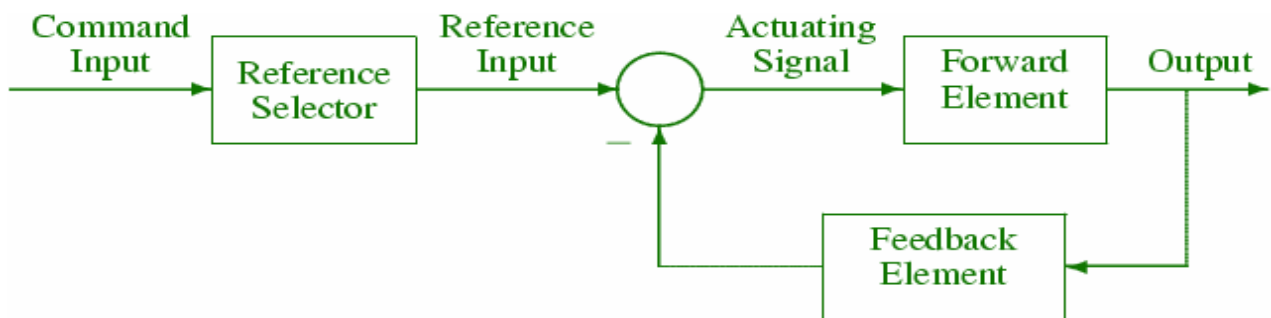 Command
Input
Reference
Selector
Reference
Input
Actuating
Signal
Forward
Element
Output
−
Feedback
Element